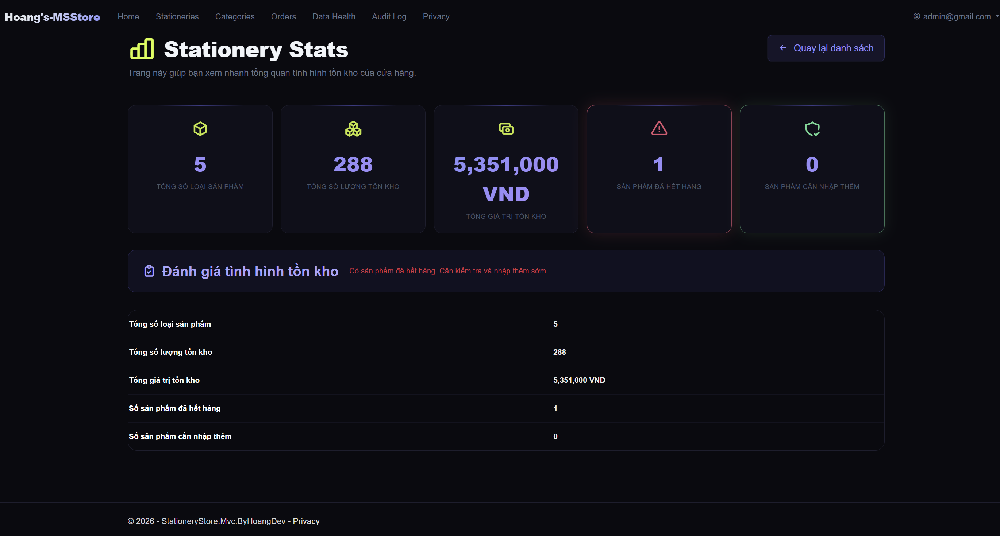 Hoang's-MSStore Home Stationeries Categories Orders Data Health Audit Log Privacy admin@gmail.com
Stationery Stats
← Quay lại danh sách
Trang này giúp bạn xem nhanh tổng quan tình hình tồn kho của cửa hàng.
5
TỔNG SỐ LOẠI SẢN PHẨM
288
TỔNG SỐ LƯỢNG TỒN KHO
5,351,000
VND
TỔNG GIÁ TRỊ TỒN KHO
1
SẢN PHẨM ĐÃ HẾT HÀNG
0
SẢN PHẨM CẦN NHẬP THÊM
Đánh giá tình hình tồn kho Có sản phẩm đã hết hàng. Cần kiểm tra và nhập thêm sớm.
Tổng số loại sản phẩm 5
Tổng số lượng tồn kho 288
Tổng giá trị tồn kho 5,351,000 VND
Số sản phẩm đã hết hàng 1
Số sản phẩm cần nhập thêm 0
© 2026 - StationeryStore.Mvc.ByHoangDev - Privacy